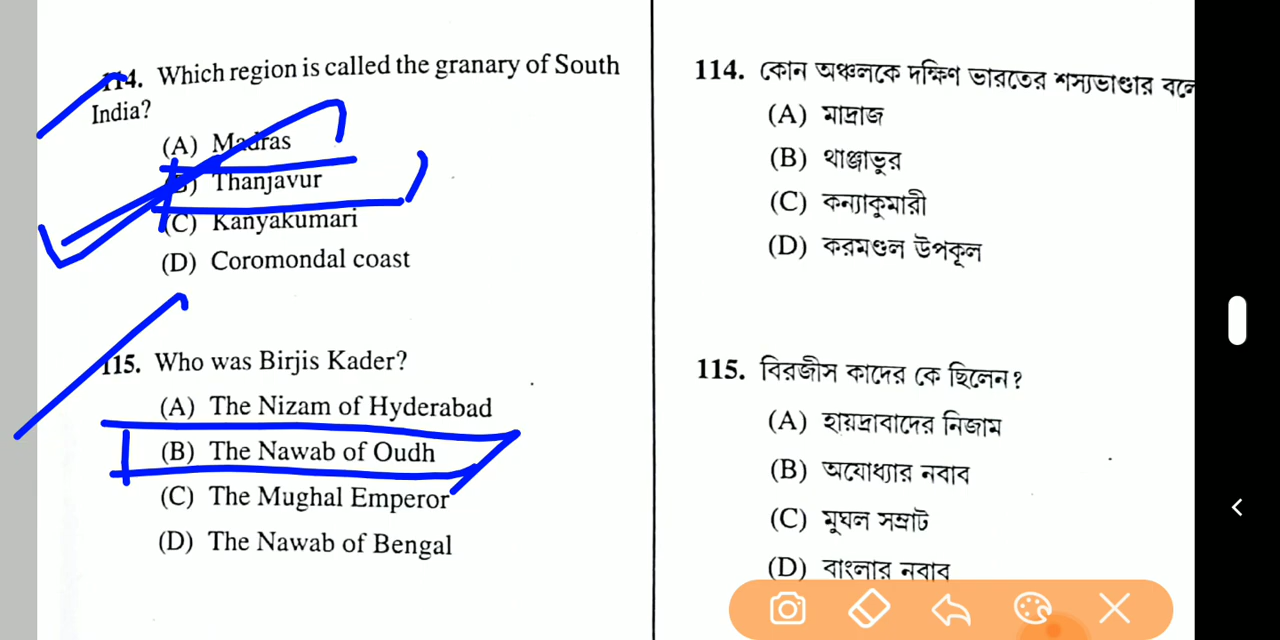 114. Which region is called the granary of South
India?
(A) Madras
(B) Thanjavur
(C) Kanyakumari
(D) Coromondal coast
115. Who was Birjis Kader?
(A) The Nizam of Hyderabad
(B) The Nawab of Oudh
(C) The Mughal Emperor
(D) The Nawab of Bengal
114. কোন অঞ্চলকে দক্ষিণ ভারতের শস্যভাণ্ডার বলে
(A) মাদ্রাজ
(B) থাঞ্জাভুর
(C) কন্যাকুমারী
(D) করমণ্ডল উপকূল
115. বিরজীস কাদের কে ছিলেন?
(A) হায়দ্রাবাদের নিজাম
(B) অযোধ্যার নবাব
(C) মুঘল সম্রাট
(D) বাংলার নবাব